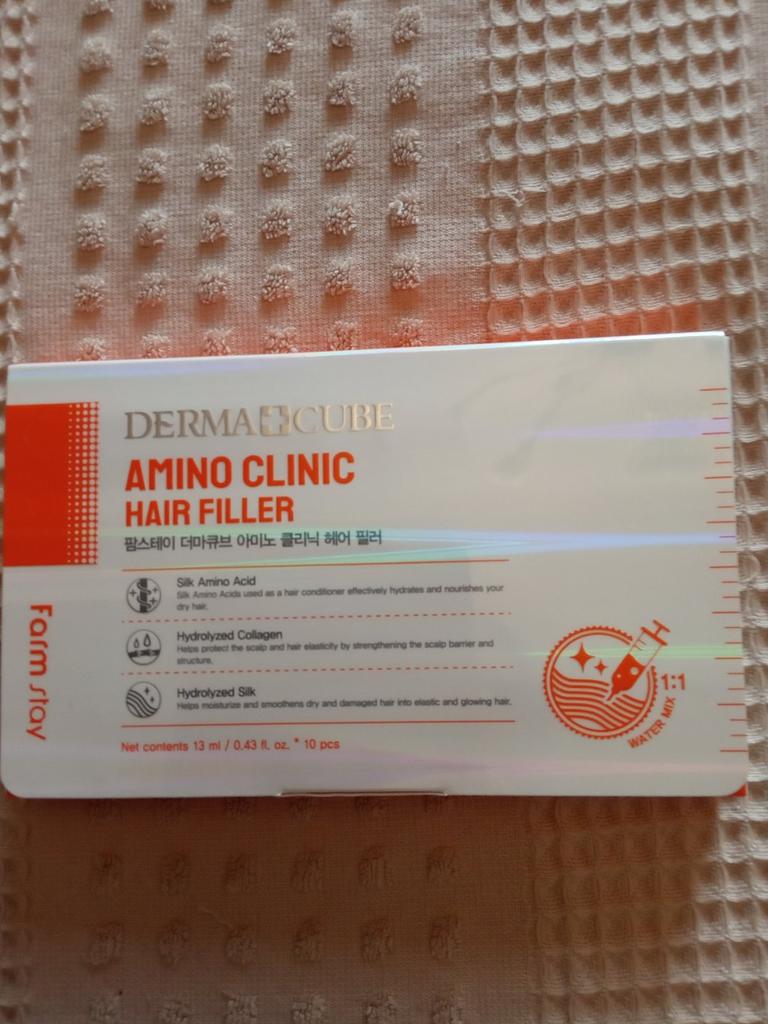 DERMA CUBE
AMINO CLINIC
HAIR FILLER
팜스테이 더마큐브 아미노 클리닉 헤어 필러
Silk Amino Acid
Silk Amino Acids used as a hair conditioner effectively hydrates and nourishes your
dry hair.
Hydrolyzed Collagen
Helps protect the scalp and hair elasticity by strengthening the scalp barrier and
structure.
Hydrolyzed Silk
Helps moisturize and smoothens dry and damaged hair into elastic and glowing hair.
Net contents 13 ml / 0.43 fl. oz. * 10 pcs
Farm stay
1:1
WATER MIX